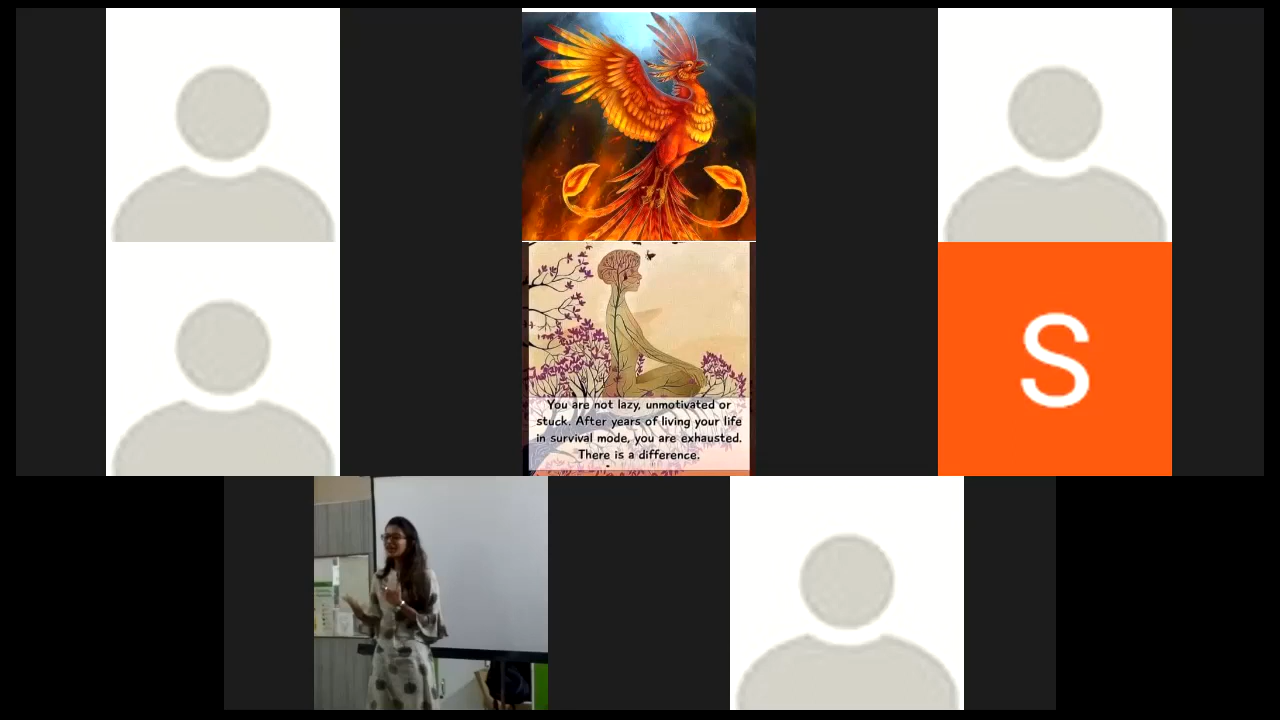 S
You are not lazy, unmotivated or
stuck. After years of living your life
in survival mode, you are exhausted.
There is a difference.